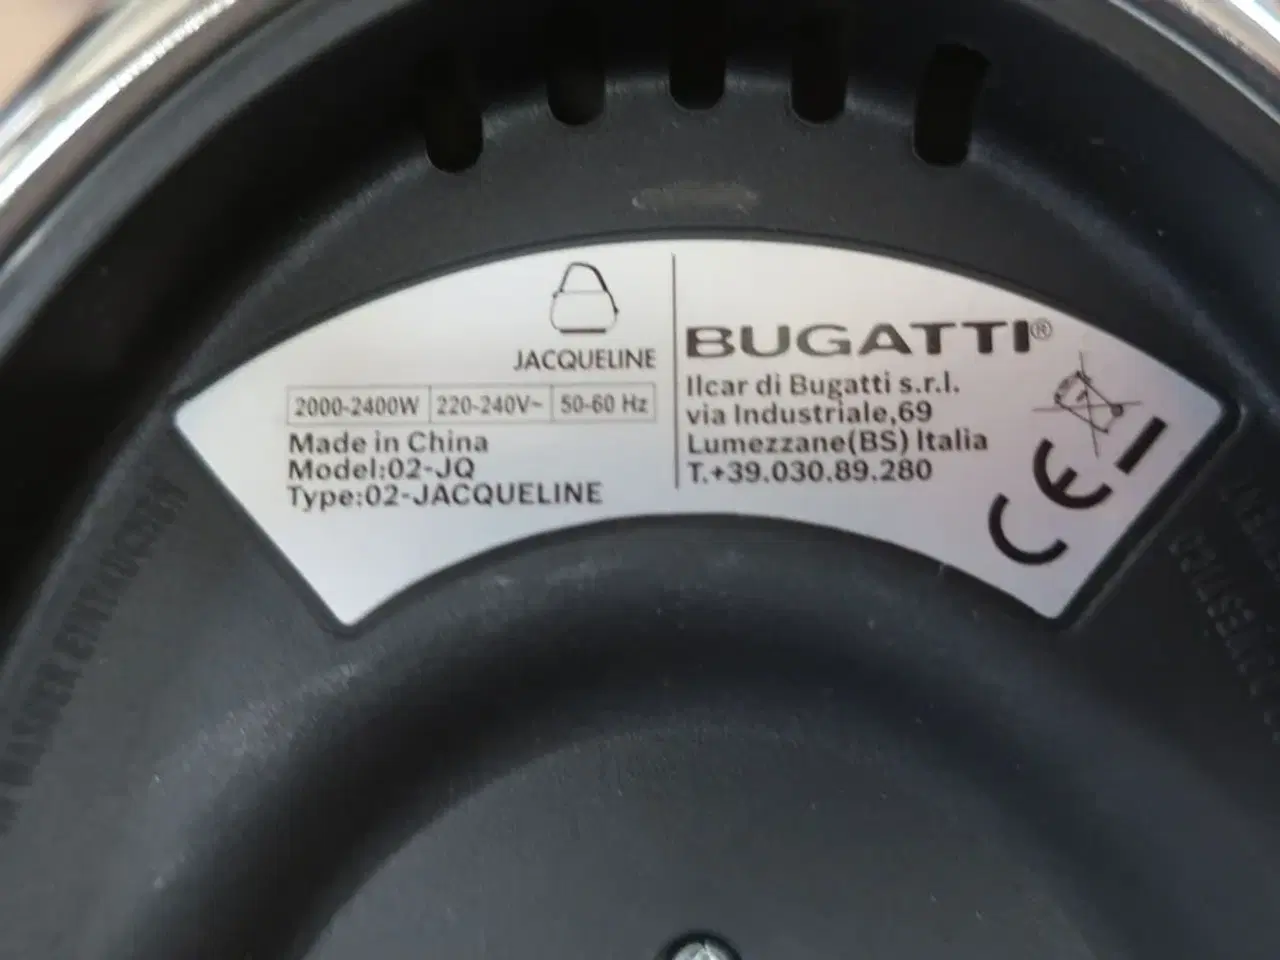 JACQUELINE
2000-2400W 220-240V~ 50-60 Hz
Made in China
Model:02-JQ
Type:02-JACQUELINE
BUGATTI®
Ilcar di Bugatti s.r.l.
via Industriale,69
Lumezzane(BS) Italia
T.+39.030.89.280
CE
WASSER